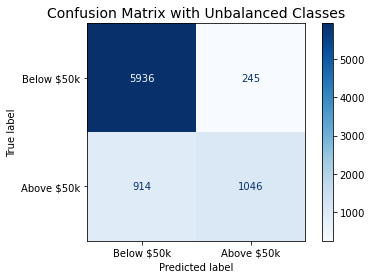 Confusion Matrix with Unbalanced Classes
Below $50k
5936
245
True label
Above $50k
914
1046
Below $50k
Above $50k
Predicted label
5000
4000
3000
2000
1000